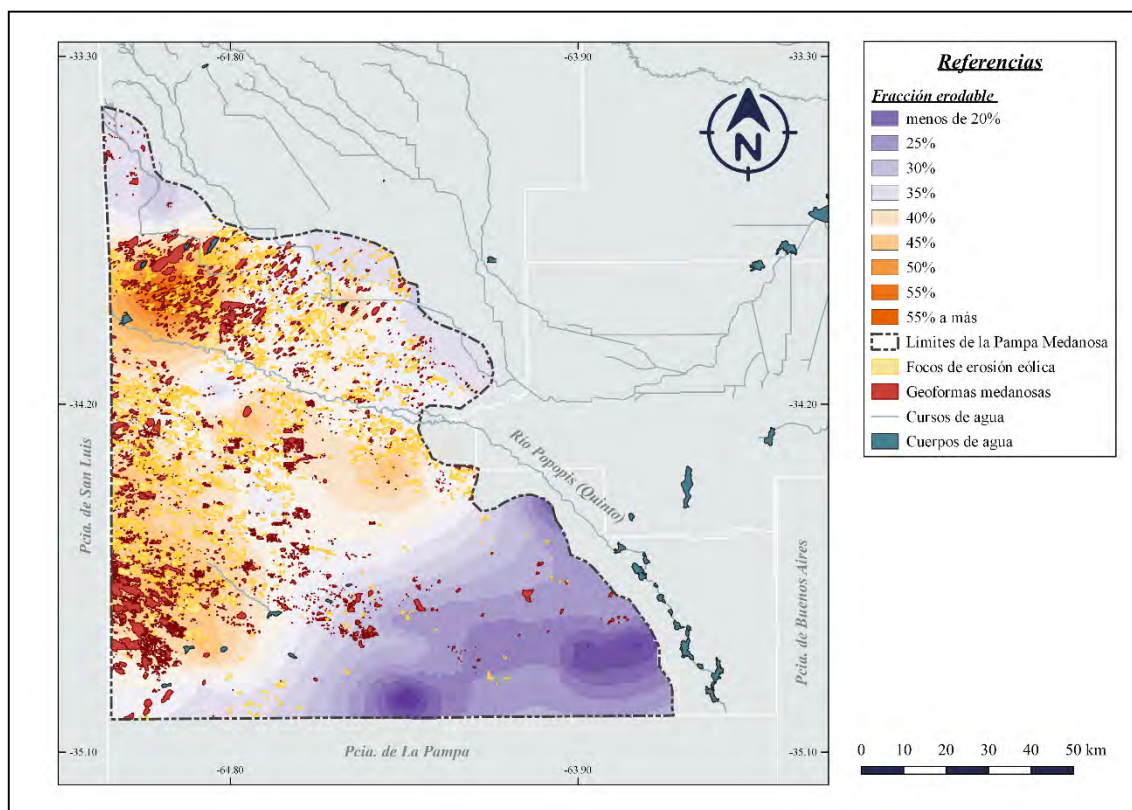 -33.30
-64.80
-63.90
-33.30
N
-34.20
-34.20
Río Popopis (Quinto)
Pcia. de San Luis
Pcia. de Buenos Aires
Pcia. de La Pampa
-35.10
-35.10
-64.80
-63.90
Referencias
Fracción erodable
menos de 20%
25%
30%
35%
40%
45%
50%
55%
55% a más
Límites de la Pampa Medanosa
Focos de erosión eólica
Geoformas medanosas
Cursos de agua
Cuerpos de agua
0 10 20 30 40 50 km